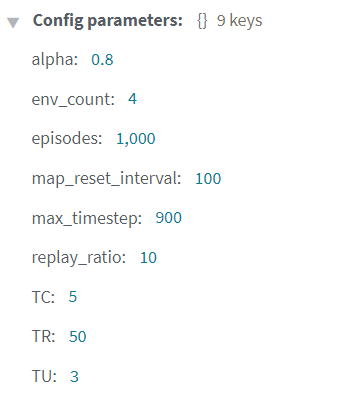 Config parameters: {} 9 keys
alpha: 0.8
env_count: 4
episodes: 1,000
map_reset_interval: 100
max_timestep: 900
replay_ratio: 10
TC: 5
TR: 50
TU: 3